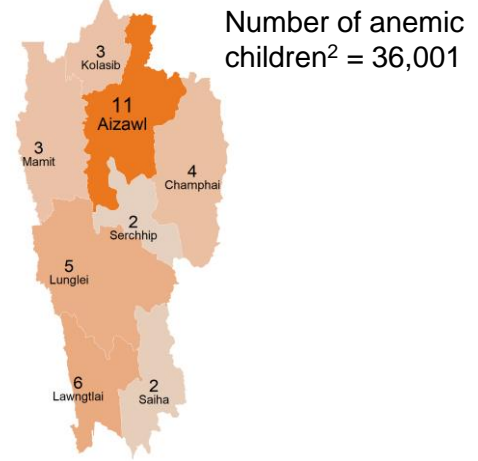 Number of anemic
children² = 36,001
3
Kolasib
11
Aizawl
3
Mamit
4
Champhai
2
Serchhip
5
Lunglei
6
Lawngtlai
2
Saiha